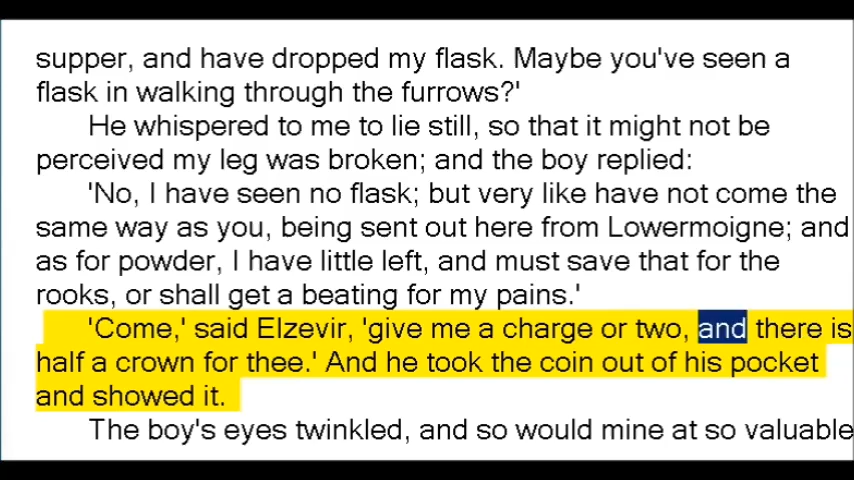 supper, and have dropped my flask. Maybe you've seen a
flask in walking through the furrows?'
He whispered to me to lie still, so that it might not be
perceived my leg was broken; and the boy replied:
'No, I have seen no flask; but very like have not come the
same way as you, being sent out here from Lowermoigne; and
as for powder, I have little left, and must save that for the
rooks, or shall get a beating for my pains.'
'Come,' said Elzevir, 'give me a charge or two, and there is
half a crown for thee.' And he took the coin out of his pocket
and showed it.
The boy's eyes twinkled, and so would mine at so valuable